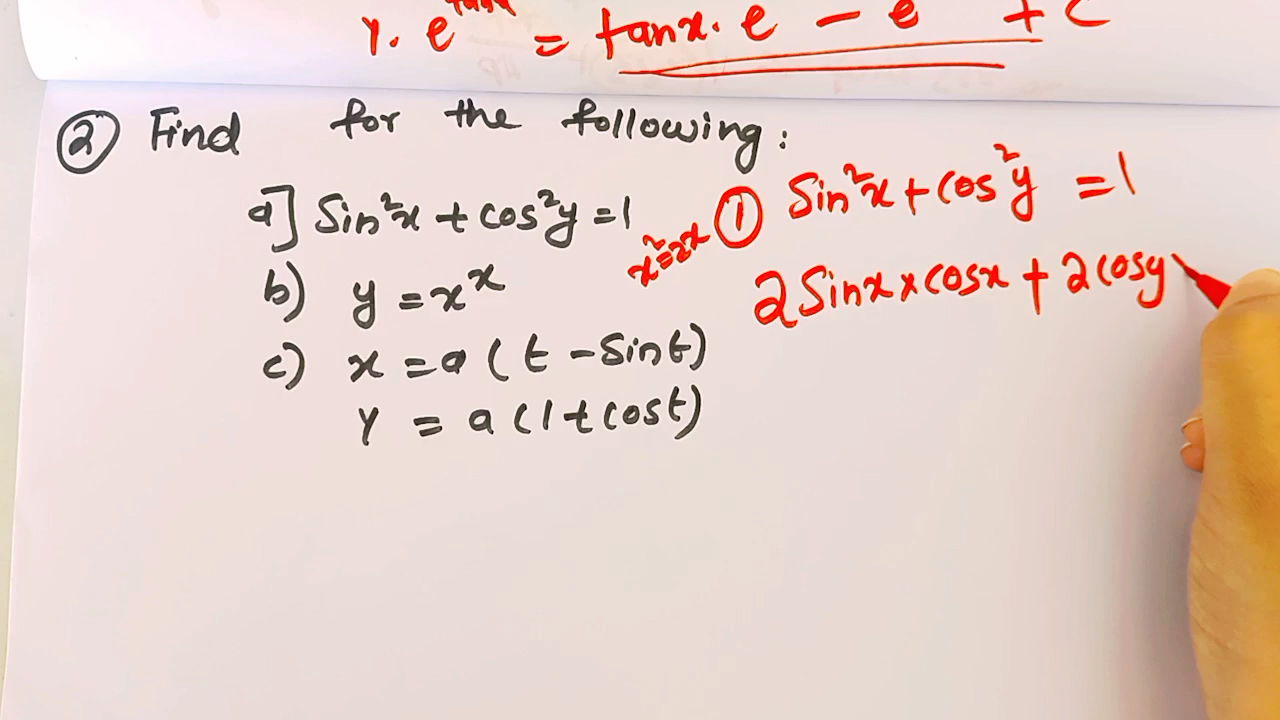 y. e^tanx = tanx. e - e + c
② Find for the following:
a] Sin²x + cos²y = 1
b) y = x^x
c) x = a (t - Sint)
y = a (1 + cost)
① Sin²x + cos²y = 1
x² = 2x
2 Sinx x cosx + 2 cosy